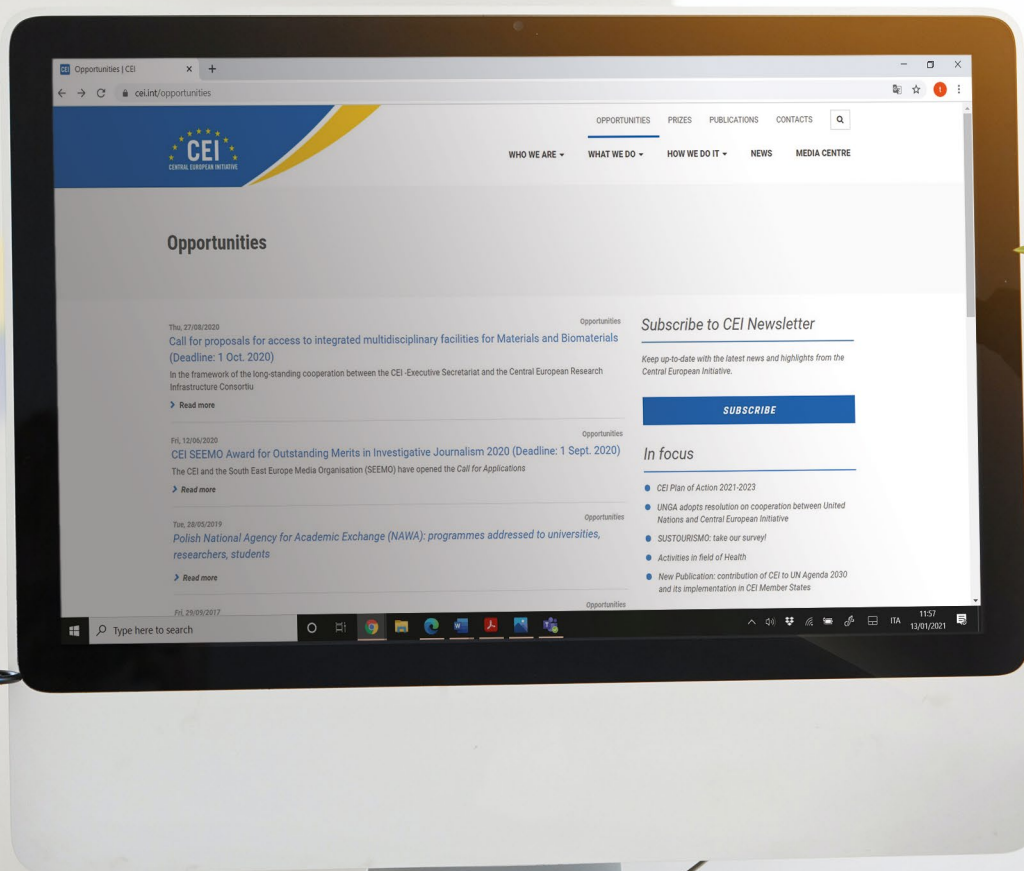 Opportunities | CEI
cei.int/opportunities
t
OPPORTUNITIES PRIZES PUBLICATIONS CONTACTS
CEI
CENTRAL EUROPEAN INITIATIVE
WHO WE ARE WHAT WE DO HOW WE DO IT NEWS MEDIA CENTRE
Opportunities
Thu, 27/08/2020 Opportunities
Call for proposals for access to integrated multidisciplinary facilities for Materials and Biomaterials
(Deadline: 1 Oct. 2020)
In the framework of the long-standing cooperation between the CEI -Executive Secretariat and the Central European Research
Infrastructure Consortiu
Read more
Fri, 12/06/2020 Opportunities
CEI SEEMO Award for Outstanding Merits in Investigative Journalism 2020 (Deadline: 1 Sept. 2020)
The CEI and the South East Europe Media Organisation (SEEMO) have opened the Call for Applications
Read more
Tue, 28/05/2019 Opportunities
Polish National Agency for Academic Exchange (NAWA): programmes addressed to universities,
researchers, students
Read more
Fri, 29/09/2017 Opportunities
Subscribe to CEI Newsletter
Keep up-to-date with the latest news and highlights from the
Central European Initiative.
SUBSCRIBE
In focus
CEI Plan of Action 2021-2023
UNGA adopts resolution on cooperation between United
Nations and Central European Initiative
SUSTOURISMO: take our survey!
Activities in field of Health
New Publication: contribution of CEI to UN Agenda 2030
and its implementation in CEI Member States
Type here to search
ITA
11:57
13/01/2021